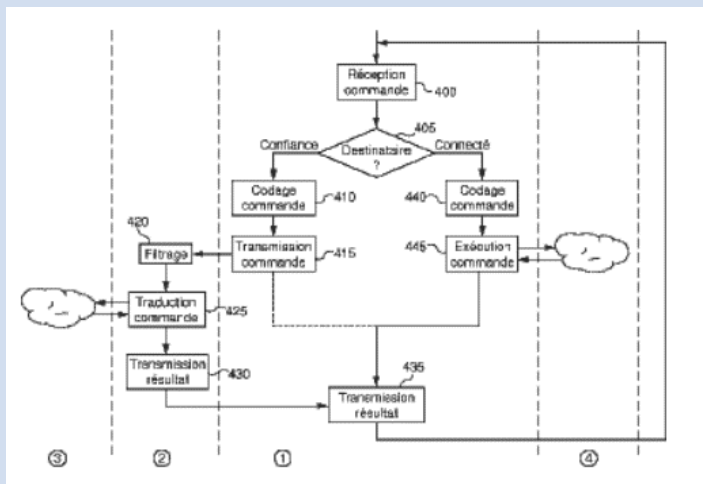 Réception
commande
400
405
Confiance
Destinataire
?
Connecté
Codage
commande
410
440
Codage
commande
420
Filtrage
Transmission
commande
415
445
Exécution
commande
Traduction
commande
425
Transmission
résultat
430
435
Transmission
résultat
3
2
1
4